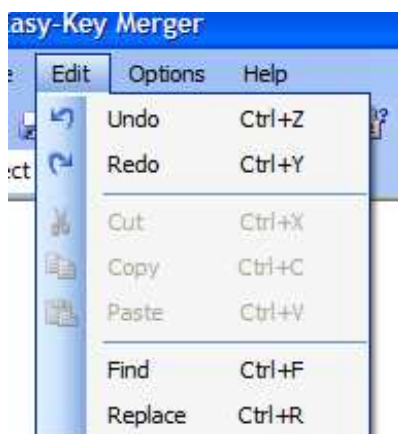 asy-Key Merger
e Edit Options Help
Undo Ctrl+Z
Redo Ctrl+Y
ect
Cut Ctrl+X
Copy Ctrl+C
Paste Ctrl+V
Find Ctrl+F
Replace Ctrl+R